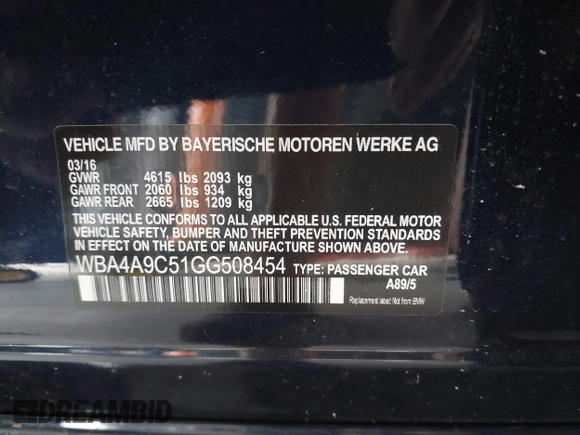 VEHICLE MFD BY BAYERISCHE MOTOREN WERKE AG
03/16
GVWR 4615 lbs 2093 kg
GAWR FRONT 2060 lbs 934 kg
GAWR REAR 2665 lbs 1209 kg
THIS VEHICLE CONFORMS TO ALL APPLICABLE U.S. FEDERAL MOTOR
VEHICLE SAFETY, BUMPER AND THEFT PREVENTION STANDARDS
IN EFFECT ON THE DATE OF MANUFACTURE SHOWN ABOVE.
WBA4A9C51GG508454 TYPE: PASSENGER CAR
A89/5
Replacement label: Not from BMW
DREAMBID